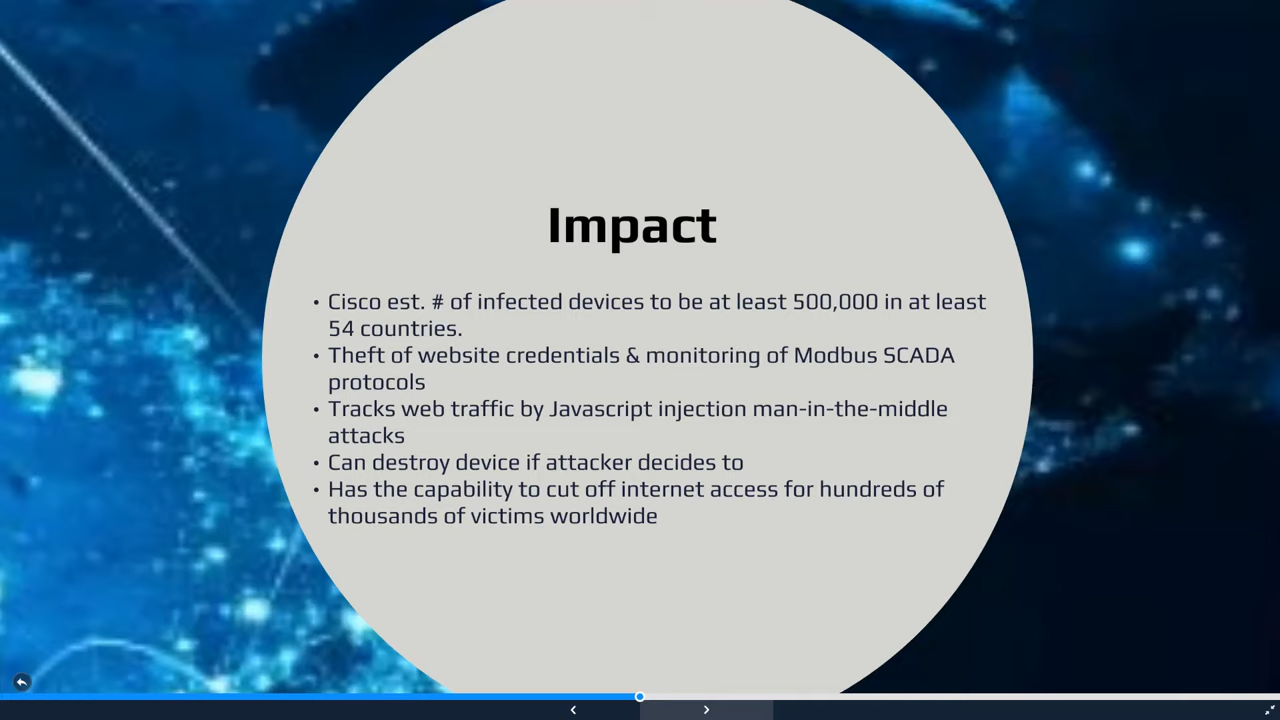 Impact
• Cisco est. # of infected devices to be at least 500,000 in at least
54 countries.
• Theft of website credentials & monitoring of Modbus SCADA
protocols
• Tracks web traffic by Javascript injection man-in-the-middle
attacks
• Can destroy device if attacker decides to
• Has the capability to cut off internet access for hundreds of
thousands of victims worldwide